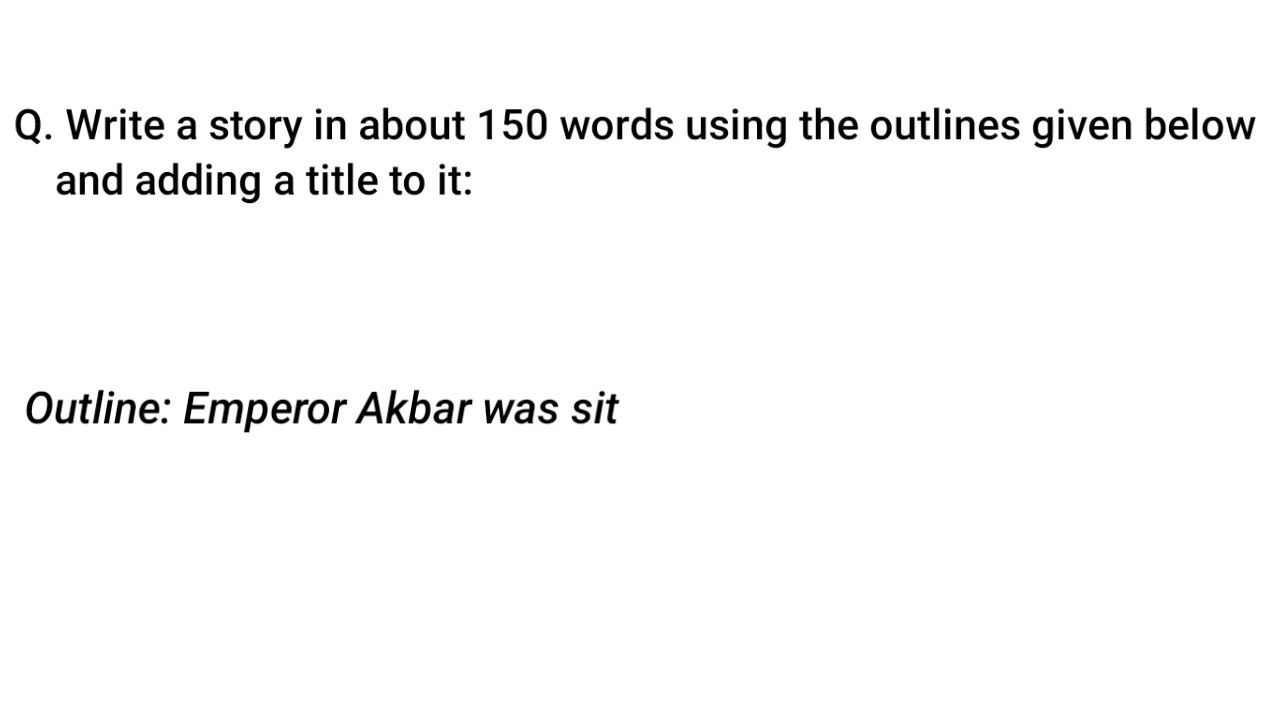 Q. Write a story in about 150 words using the outlines given below
and adding a title to it:
Outline: Emperor Akbar was sit